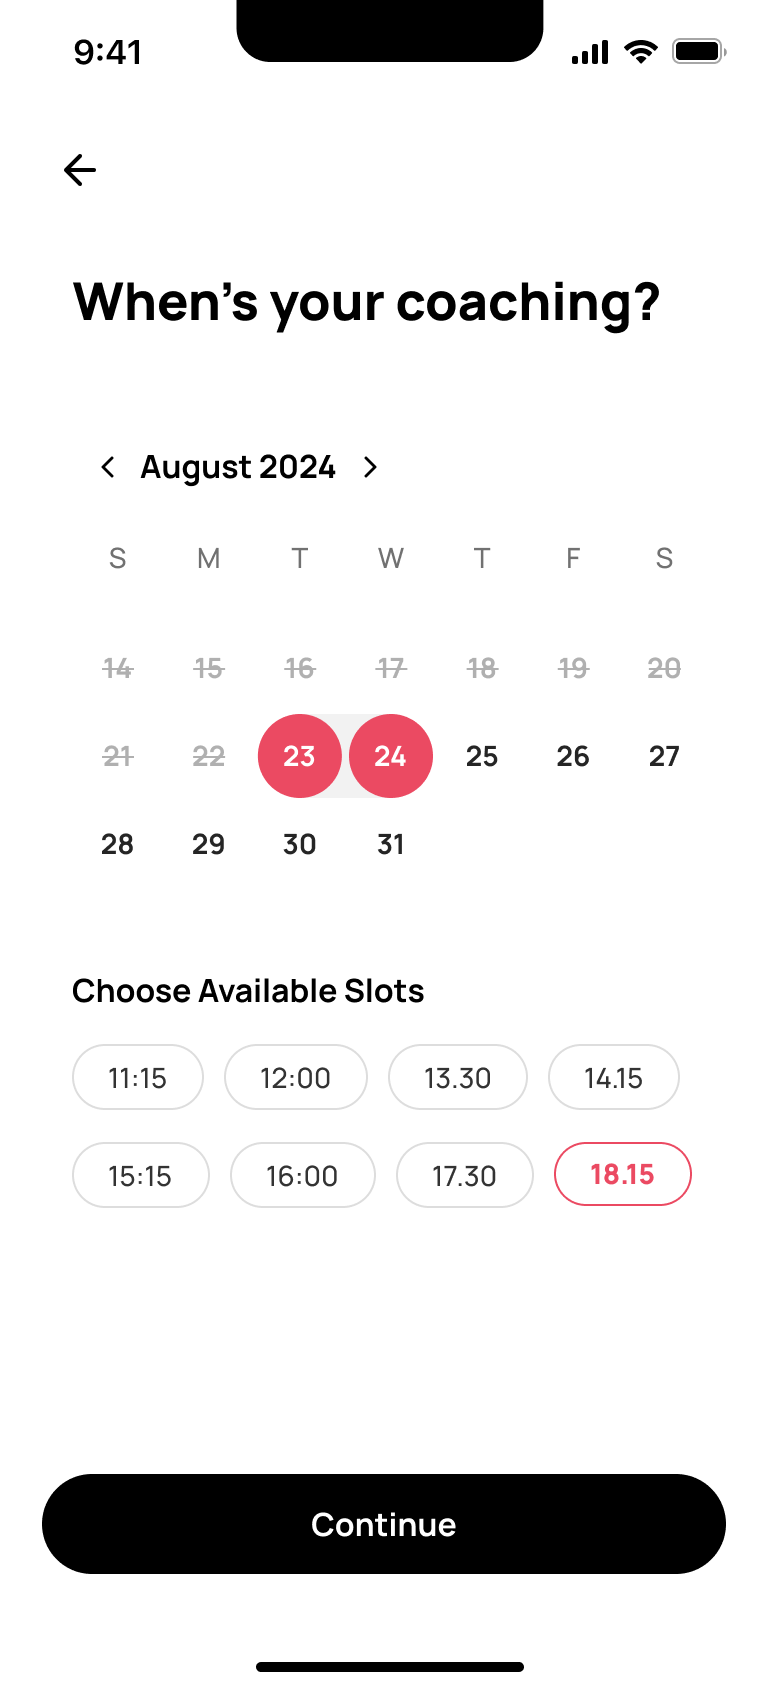 9:41
When's your coaching?
August 2024
S M T W T F S
14 15 16 17 18 19 20
21 22 23 24 25 26 27
28 29 30 31
Choose Available Slots
11:15 12:00 13.30 14.15
15:15 16:00 17.30 18.15
Continue